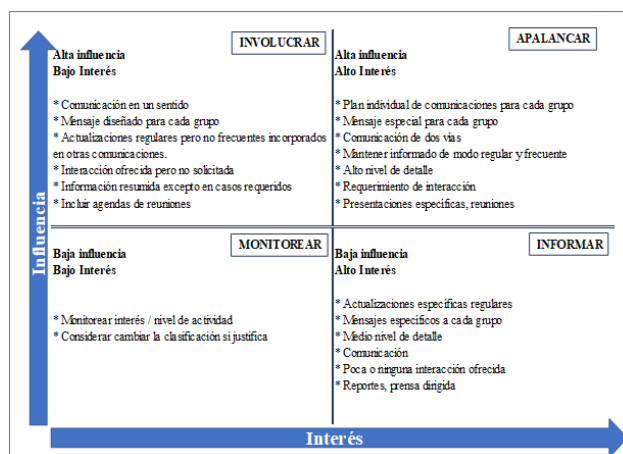 INVOLUCRAR
Alta influencia
Bajo Interés
* Comunicación en un sentido
* Mensaje diseñado para cada grupo
* Actualizaciones regulares pero no frecuentes incorporados
en otras comunicaciones.
* Interacción ofrecida pero no solicitada
* Información resumida excepto en casos requeridos
* Incluir agendas de reuniones
APALANCAR
Alta influencia
Alto Interés
* Plan individual de comunicaciones para cada grupo
* Mensaje especial para cada grupo
* Comunicación de dos vias
* Mantener informado de modo regular y frecuente
* Alto nivel de detalle
* Requerimiento de interacción
* Presentaciones especificas, reuniones
MONITOREAR
Baja influencia
Bajo Interés
* Monitorear interés / nivel de actividad
* Considerar cambiar la clasificación si justifica
INFORMAR
Baja influencia
Alto Interés
* Actualizaciones especificas regulares
* Mensajes especificos a cada grupo
* Medio nivel de detalle
* Comunicación
* Poca o ninguna interacción ofrecida
* Reportes, prensa dirigida
Influencia
Interés